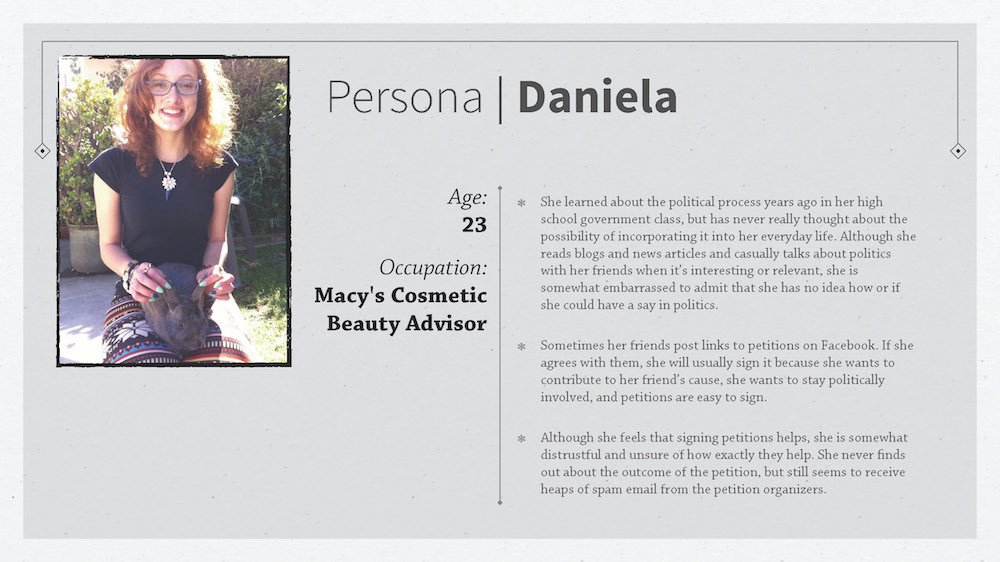 Persona | Daniela
Age:
23
Occupation:
Macy's Cosmetic
Beauty Advisor
✻ She learned about the political process years ago in her high
school government class, but has never really thought about the
possibility of incorporating it into her everyday life. Although she
reads blogs and news articles and casually talks about politics
with her friends when it's interesting or relevant, she is
somewhat embarrassed to admit that she has no idea how or if
she could have a say in politics.
✻ Sometimes her friends post links to petitions on Facebook. If she
agrees with them, she will usually sign it because she wants to
contribute to her friend's cause, she wants to stay politically
involved, and petitions are easy to sign.
✻ Although she feels that signing petitions helps, she is somewhat
distrustful and unsure of how exactly they help. She never finds
out about the outcome of the petition, but still seems to receive
heaps of spam email from the petition organizers.